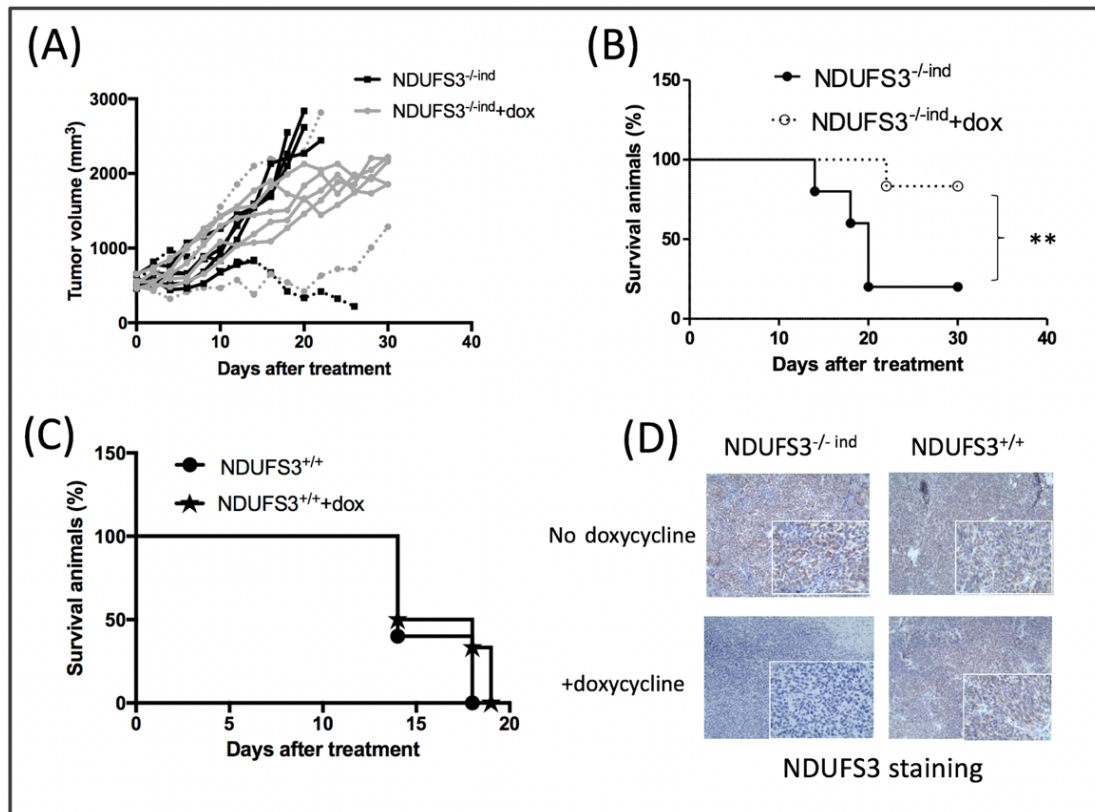 (A)
NDUFS3-/-ind
NDUFS3-/-ind+dox
3000
2000
1000
0
Tumor volume (mm3)
0 10 20 30 40
Days after treatment
(B)
NDUFS3-/-ind
NDUFS3-/-ind+dox
150
100
50
0
Survival animals (%)
**
0 10 20 30 40
Days after treatment
(C)
NDUFS3+/+
NDUFS3+/++dox
150
100
50
0
Survival animals (%)
0 5 10 15 20
Days after treatment
(D)
NDUFS3-/- ind NDUFS3+/+
No doxycycline
+doxycycline
NDUFS3 staining